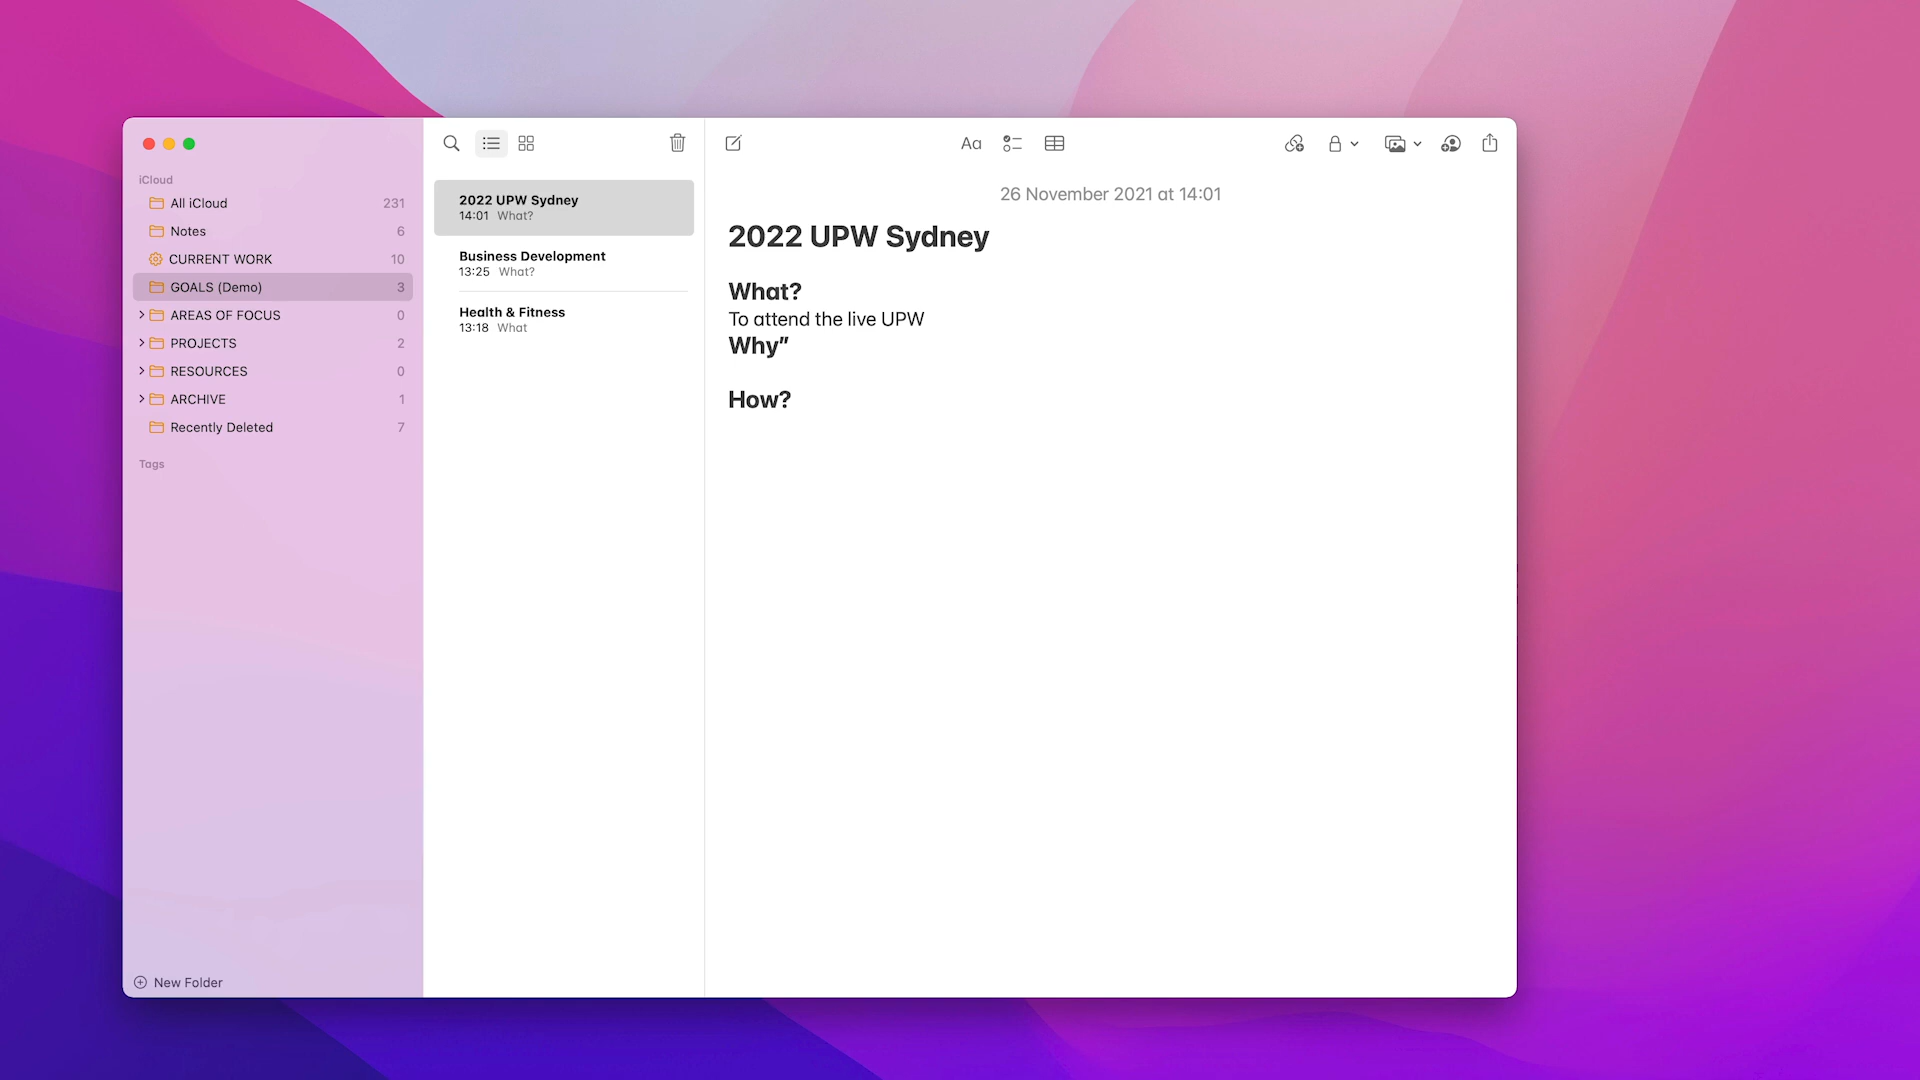 iCloud
All iCloud 231
Notes 6
CURRENT WORK 10
GOALS (Demo) 3
AREAS OF FOCUS 0
PROJECTS 2
RESOURCES 0
ARCHIVE 1
Recently Deleted 7
Tags
New Folder
2022 UPW Sydney
14:01 What?
Business Development
13:25 What?
Health & Fitness
13:18 What
Aa
26 November 2021 at 14:01
2022 UPW Sydney
What?
To attend the live UPW
Why”
How?